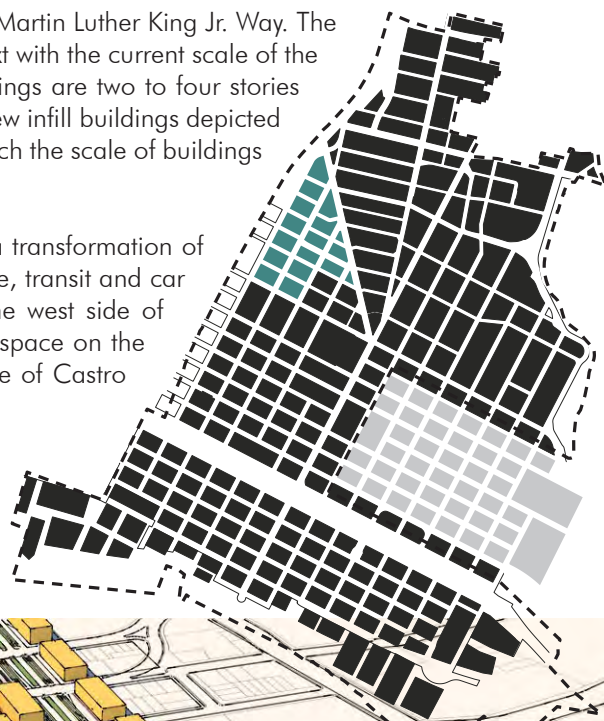 Martin Luther King Jr. Way. The
t with the current scale of the
ings are two to four stories
ew infill buildings depicted
ch the scale of buildings
a transformation of
e, transit and car
he west side of
space on the
e of Castro